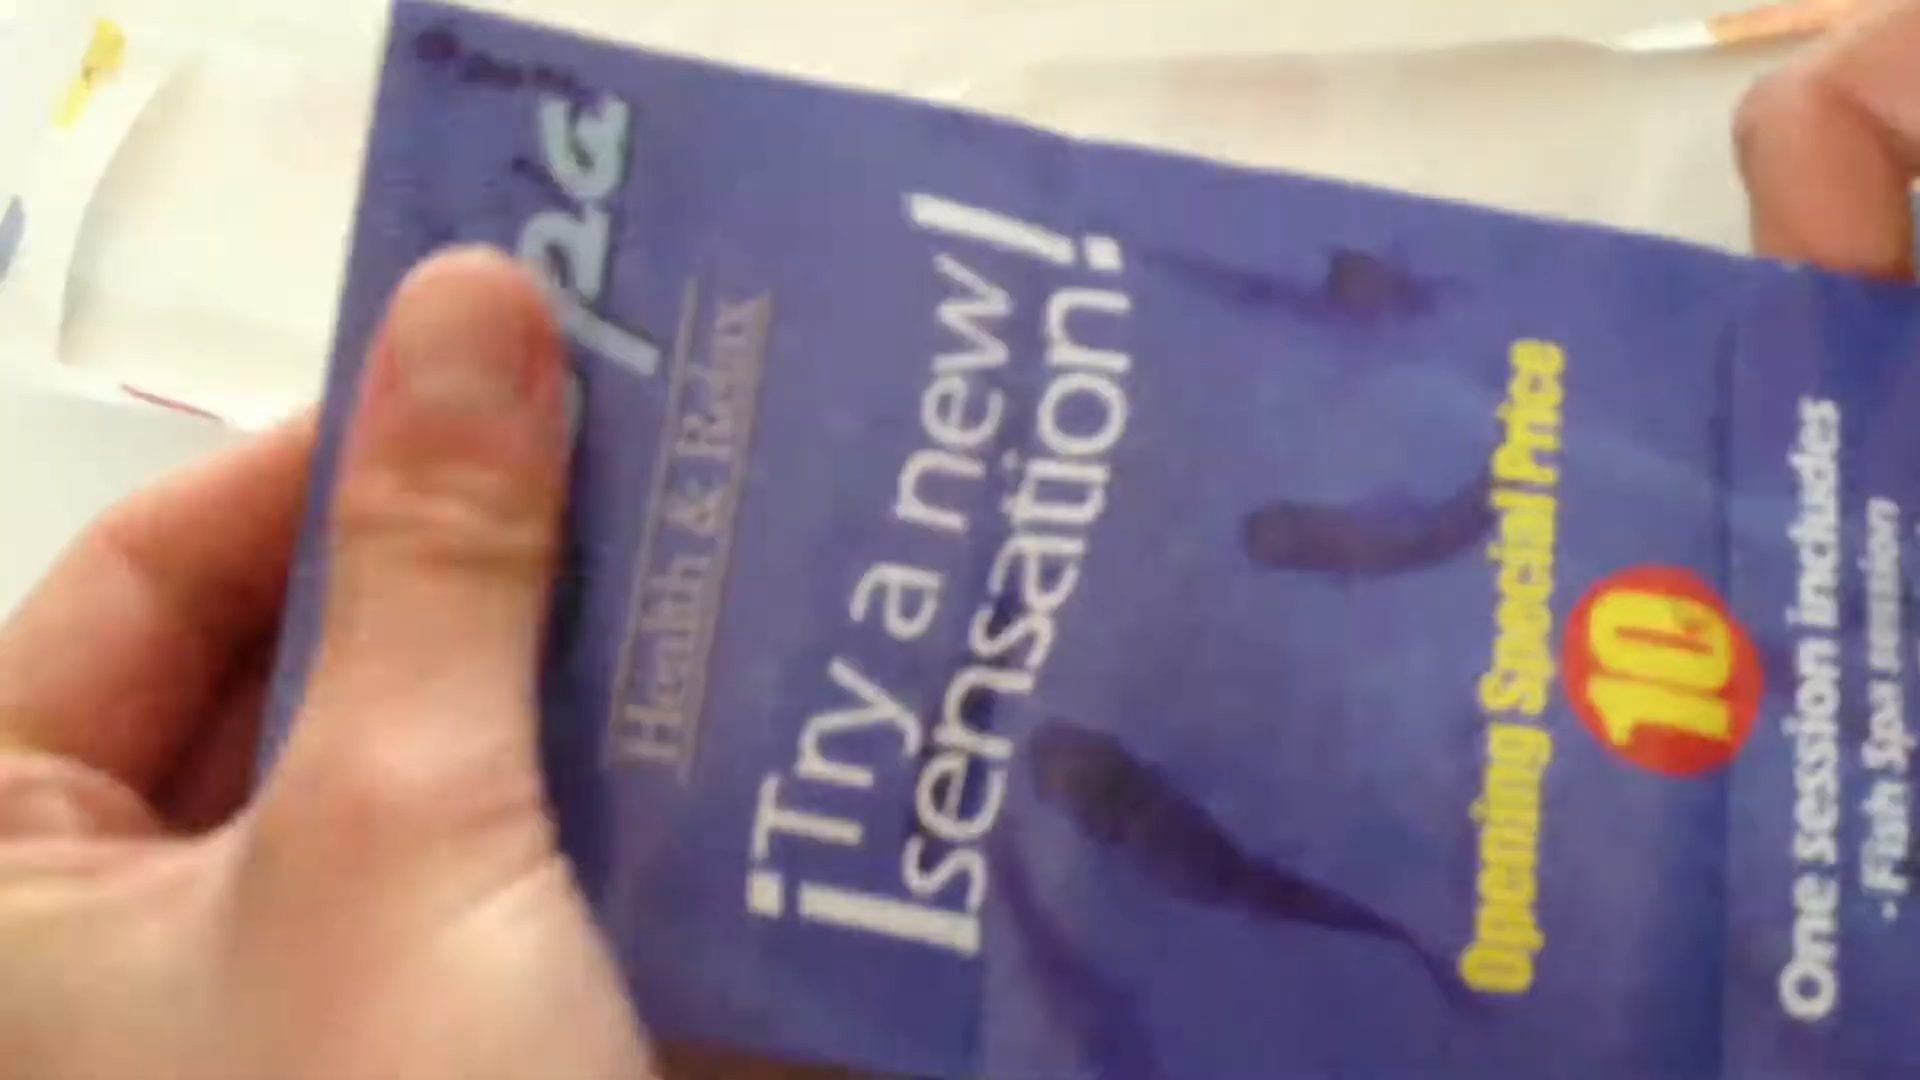 Health & Relax
¡Try a new!
¡sensation!
Opening Special Price
10
One session includes
- Fish Spa session